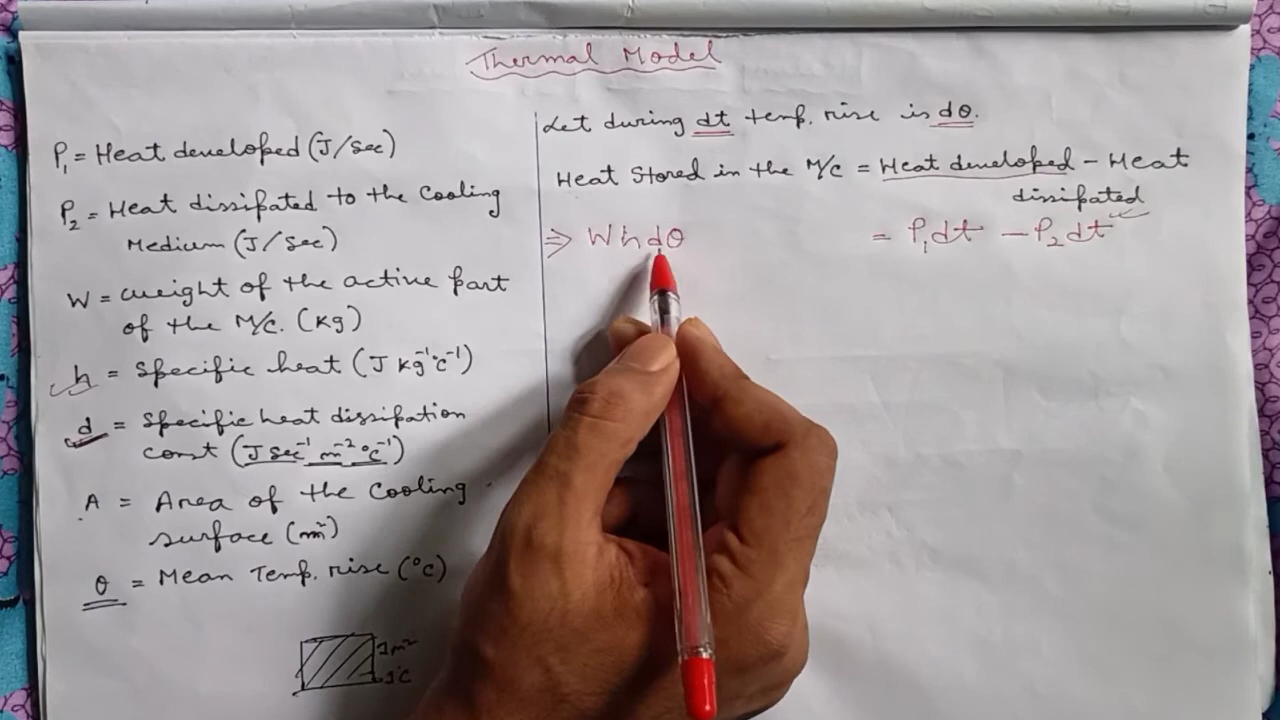 Thermal Model
P₁ = Heat developed (J/sec)
P₂ = Heat dissipated to the cooling
Medium (J/sec)
W = weight of the active part
of the M/c. (Kg)
h = Specific heat (J Kg⁻¹ °C⁻¹)
d = Specific heat dissipation
const (J sec⁻¹ m⁻² °C⁻¹)
A = Area of the Cooling
surface (m²)
θ = Mean Temp. rise (°C)
1m²
1°C
Let during dt temp. rise is dθ.
Heat Stored in the M/c = Heat developed - Heat
dissipated
⇒ W h dθ = P₁dt - P₂dt